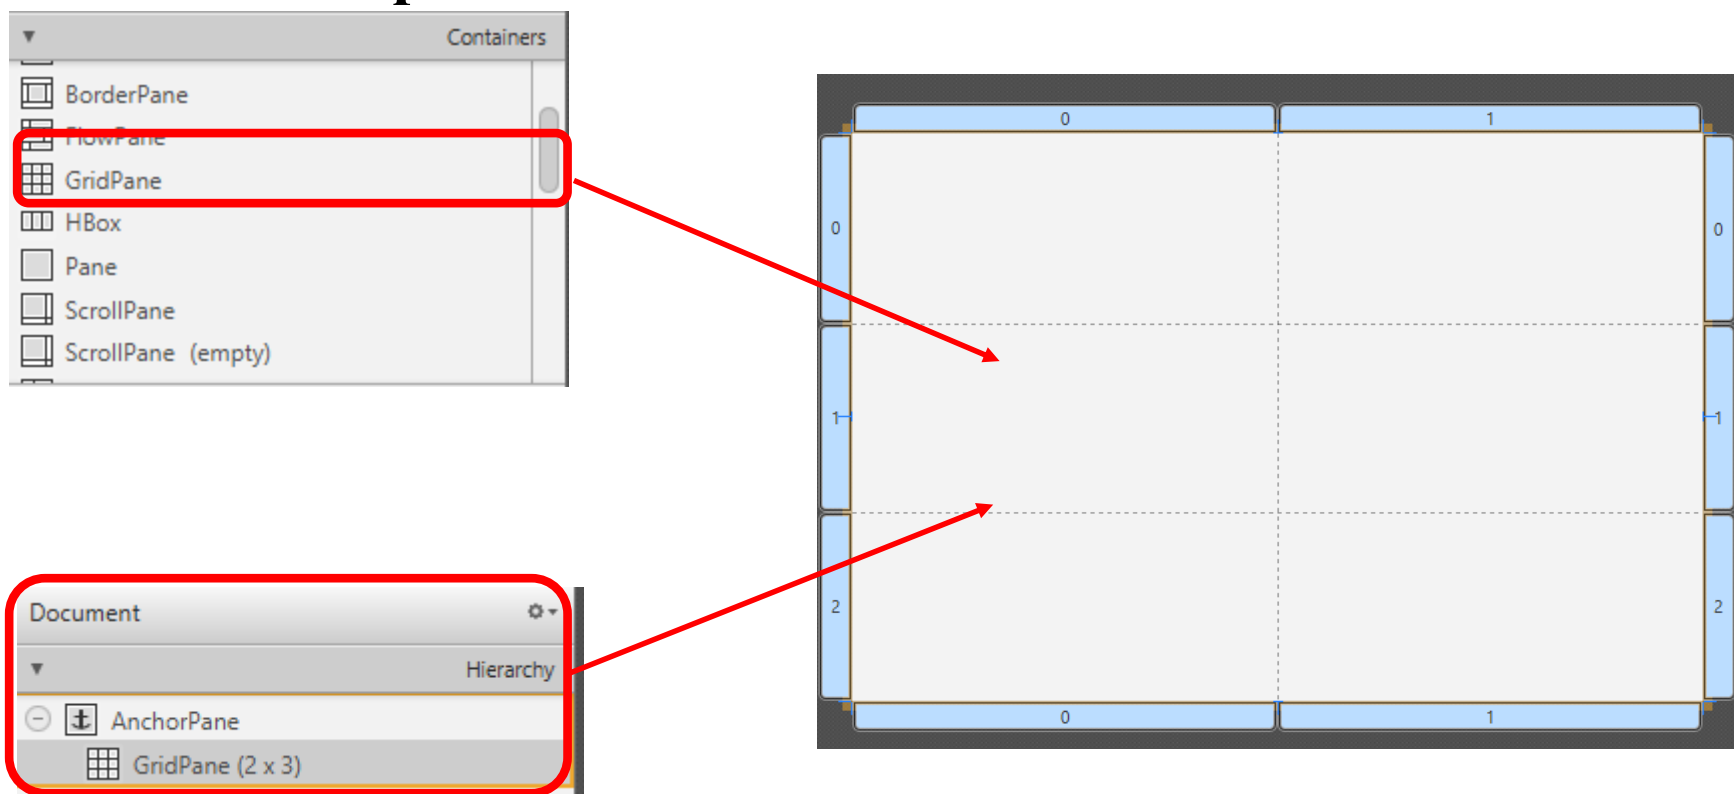 Containers
BorderPane
FlowPane
GridPane
HBox
Pane
ScrollPane
ScrollPane (empty)
Document
Hierarchy
AnchorPane
GridPane (2 x 3)
0 1
0 0
1 1
2 2
0 1